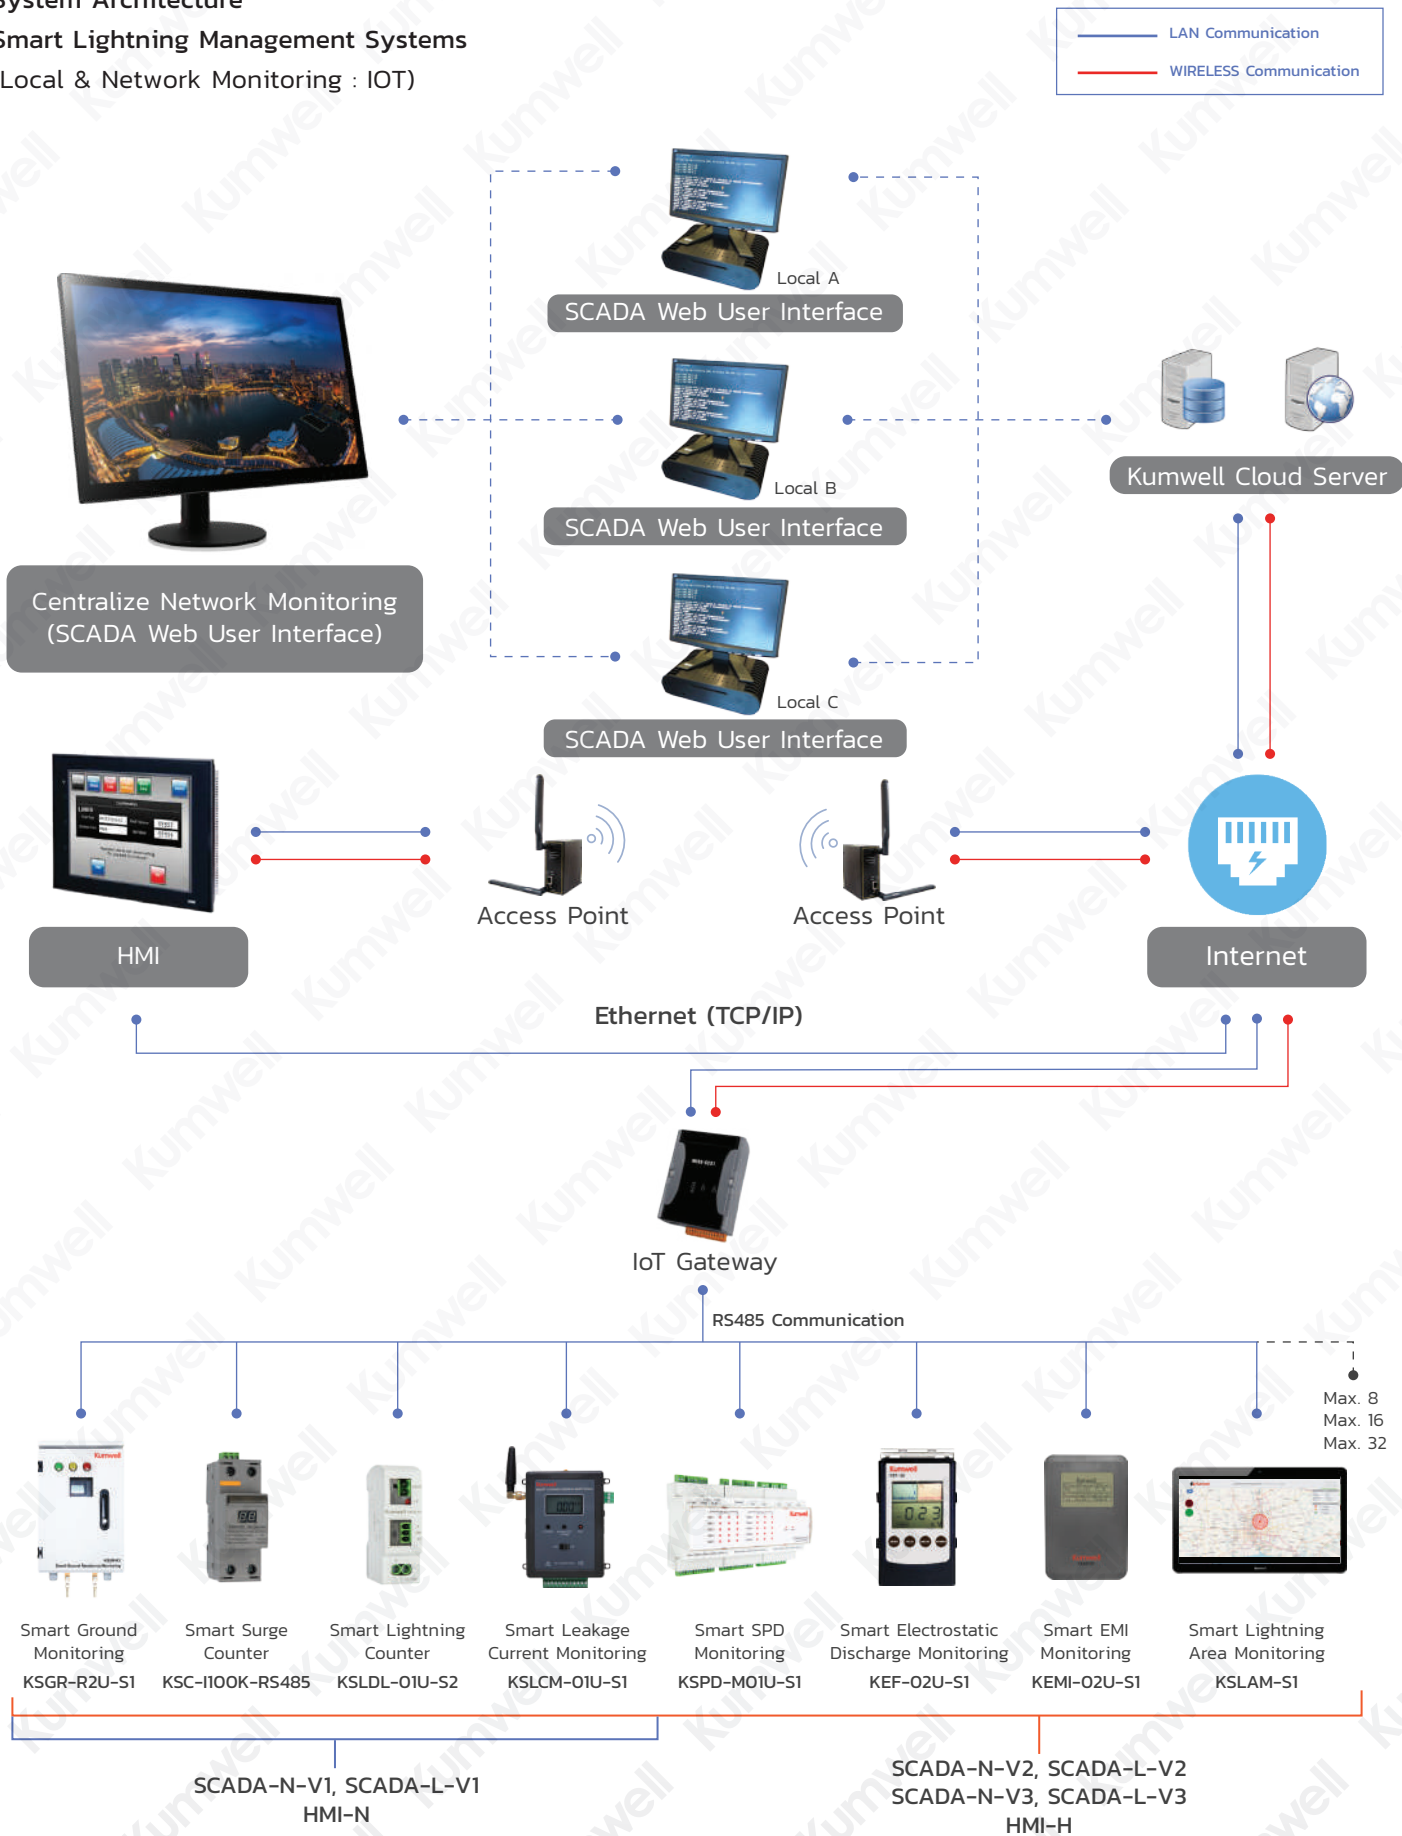 System Architecture
Smart Lightning Management Systems
(Local & Network Monitoring : IOT)
LAN Communication
WIRELESS Communication
Local A
SCADA Web User Interface
Local B
SCADA Web User Interface
Local C
SCADA Web User Interface
Kumwell Cloud Server
Centralize Network Monitoring
(SCADA Web User Interface)
HMI
Access Point
Access Point
Internet
Ethernet (TCP/IP)
IoT Gateway
RS485 Communication
Max. 8
Max. 16
Max. 32
Smart Ground
Monitoring
KSGR-R2U-S1
Smart Surge
Counter
KSC-I100K-RS485
Smart Lightning
Counter
KSLDL-01U-S2
Smart Leakage
Current Monitoring
KSLCM-01U-S1
Smart SPD
Monitoring
KSPD-M01U-S1
Smart Electrostatic
Discharge Monitoring
KEF-02U-S1
Smart EMI
Monitoring
KEMI-02U-S1
Smart Lightning
Area Monitoring
KSLAM-S1
SCADA-N-V1, SCADA-L-V1
HMI-N
SCADA-N-V2, SCADA-L-V2
SCADA-N-V3, SCADA-L-V3
HMI-H